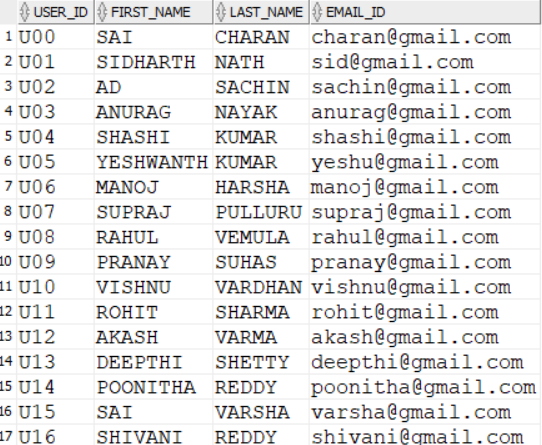 USER_ID FIRST_NAME LAST_NAME EMAIL_ID
1 U00 SAI CHARAN charan@gmail.com
2 U01 SIDHARTH NATH sid@gmail.com
3 U02 AD SACHIN sachin@gmail.com
4 U03 ANURAG NAYAK anurag@gmail.com
5 U04 SHASHI KUMAR shashi@gmail.com
6 U05 YESHWANTH KUMAR yeshu@gmail.com
7 U06 MANOJ HARSHA manoj@gmail.com
8 U07 SUPRAJ PULLURU supraj@gmail.com
9 U08 RAHUL VEMULA rahul@gmail.com
10 U09 PRANAY SUHAS pranay@gmail.com
11 U10 VISHNU VARDHAN vishnu@gmail.com
12 U11 ROHIT SHARMA rohit@gmail.com
13 U12 AKASH VARMA akash@gmail.com
14 U13 DEEPTHI SHETTY deepthi@gmail.com
15 U14 POONITHA REDDY poonitha@gmail.com
16 U15 SAI VARSHA varsha@gmail.com
17 U16 SHIVANI REDDY shivani@gmail.com